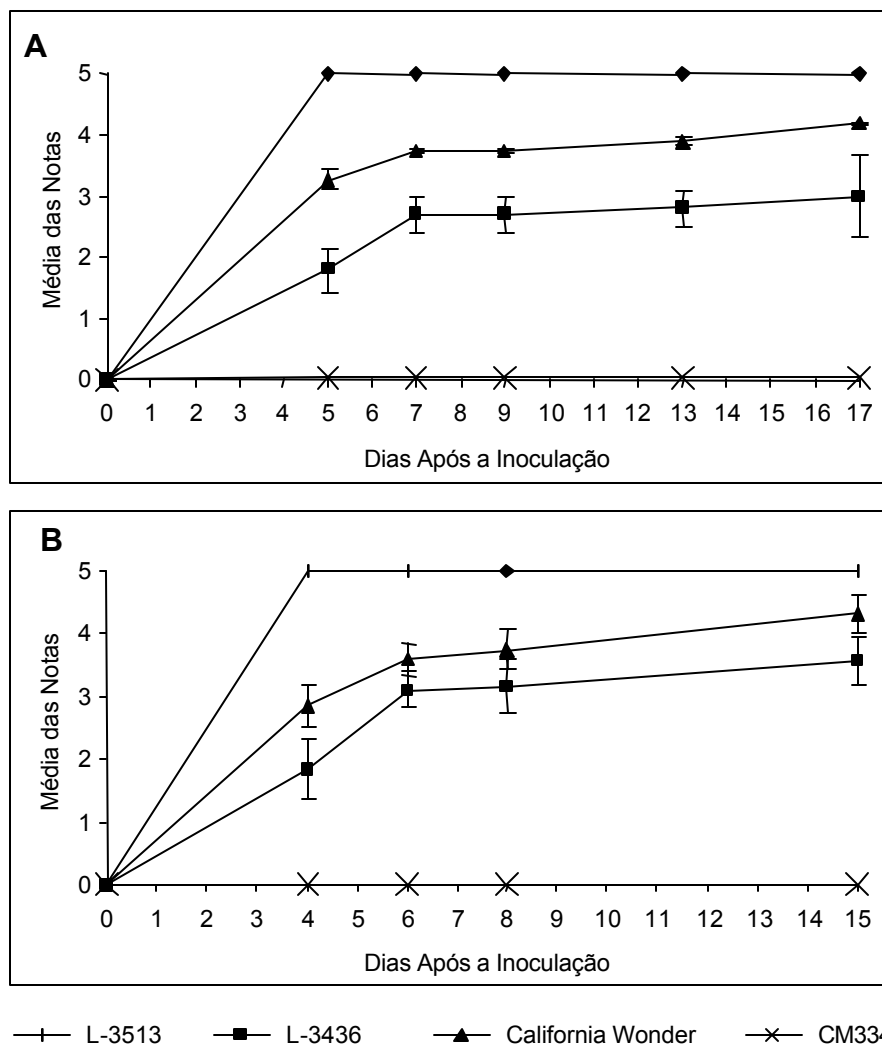 A
5
4
3
2
1
0
Média das Notas
0 1 2 3 4 5 6 7 8 9 10 11 12 13 14 15 16 17
Dias Após a Inoculação
B
5
4
3
2
1
0
Média das Notas
0 1 2 3 4 5 6 7 8 9 10 11 12 13 14 15
Dias Após a Inoculação
L-3513 L-3436 California Wonder CM334